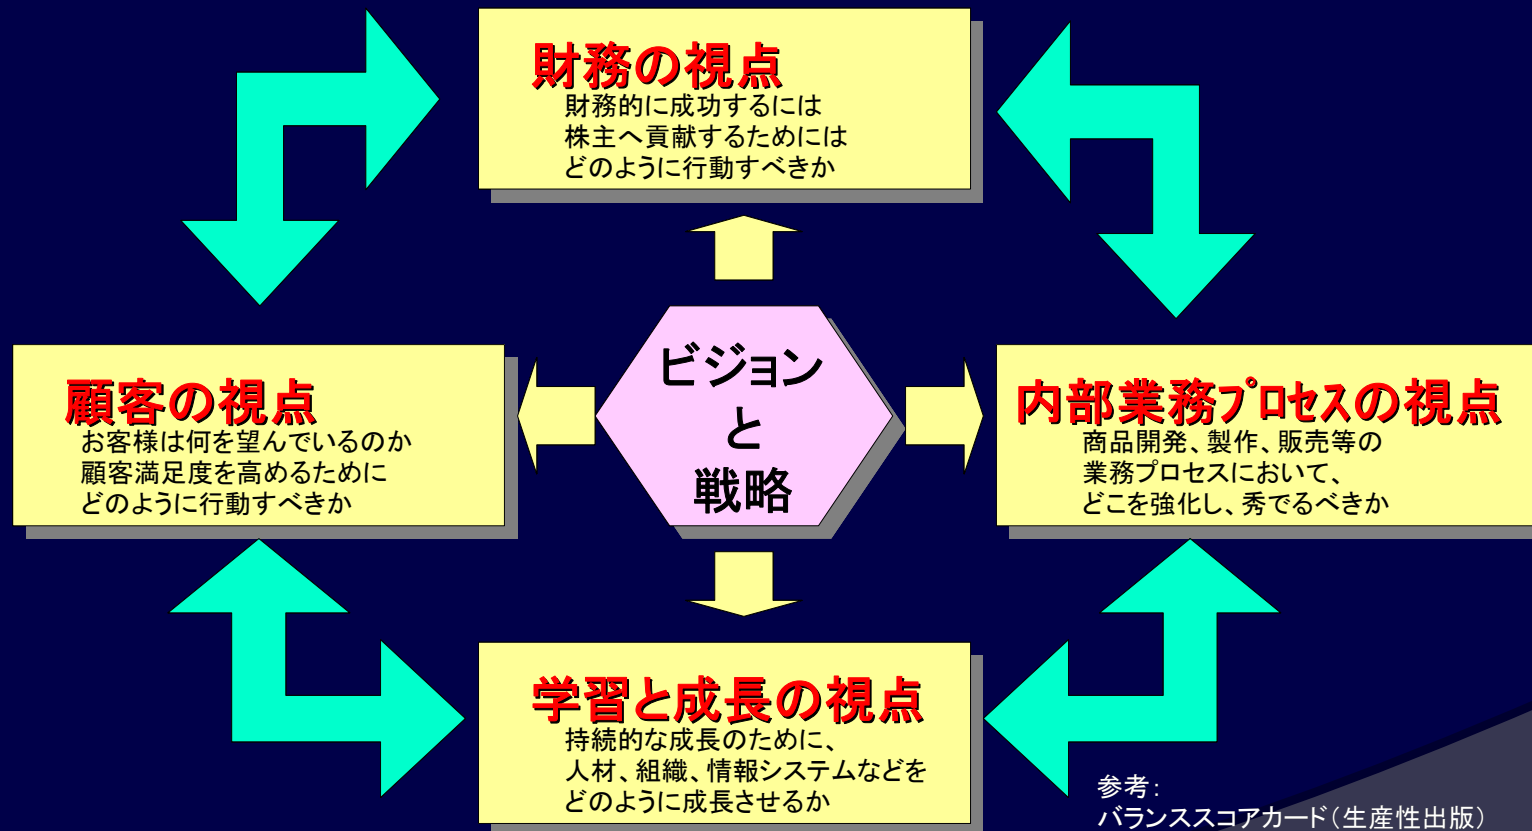 財務の視点
財務的に成功するには
株主へ貢献するためには
どのように行動すべきか
顧客の視点
お客様は何を望んでいるのか
顧客満足度を高めるために
どのように行動すべきか
ビジョン
と
戦略
内部業務プロセスの視点
商品開発、製作、販売等の
業務プロセスにおいて、
どこを強化し、秀でるべきか
学習と成長の視点
持続的な成長のために、
人材、組織、情報システムなどを
どのように成長させるか
参考:
バランススコアカード(生産性出版)